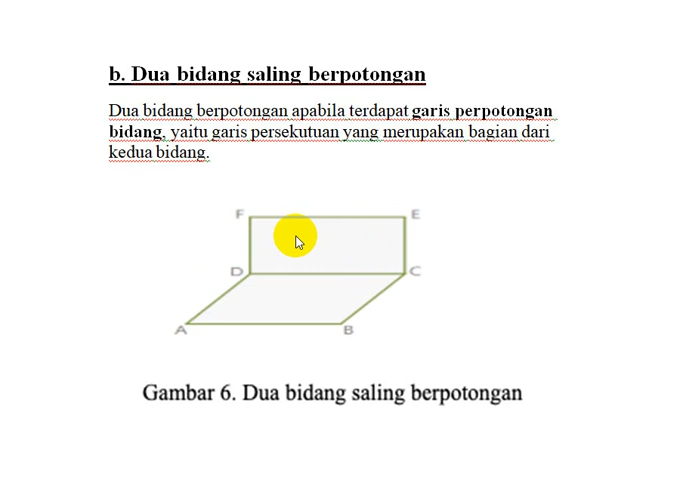 b. Dua bidang saling berpotongan
Dua bidang berpotongan apabila terdapat garis perpotongan
bidang, yaitu garis persekutuan yang merupakan bagian dari
kedua bidang.
F E
D C
A B
Gambar 6. Dua bidang saling berpotongan